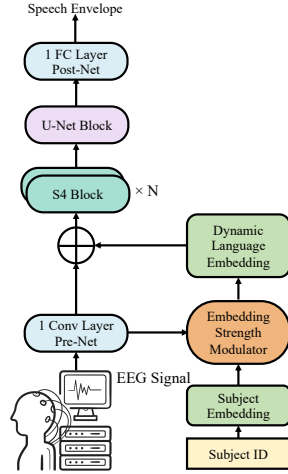 Speech Envelope
1 FC Layer
Post-Net
U-Net Block
S4 Block
× N
Dynamic
Language
Embedding
1 Conv Layer
Pre-Net
Embedding
Strength
Modulator
EEG Signal
Subject
Embedding
Subject ID